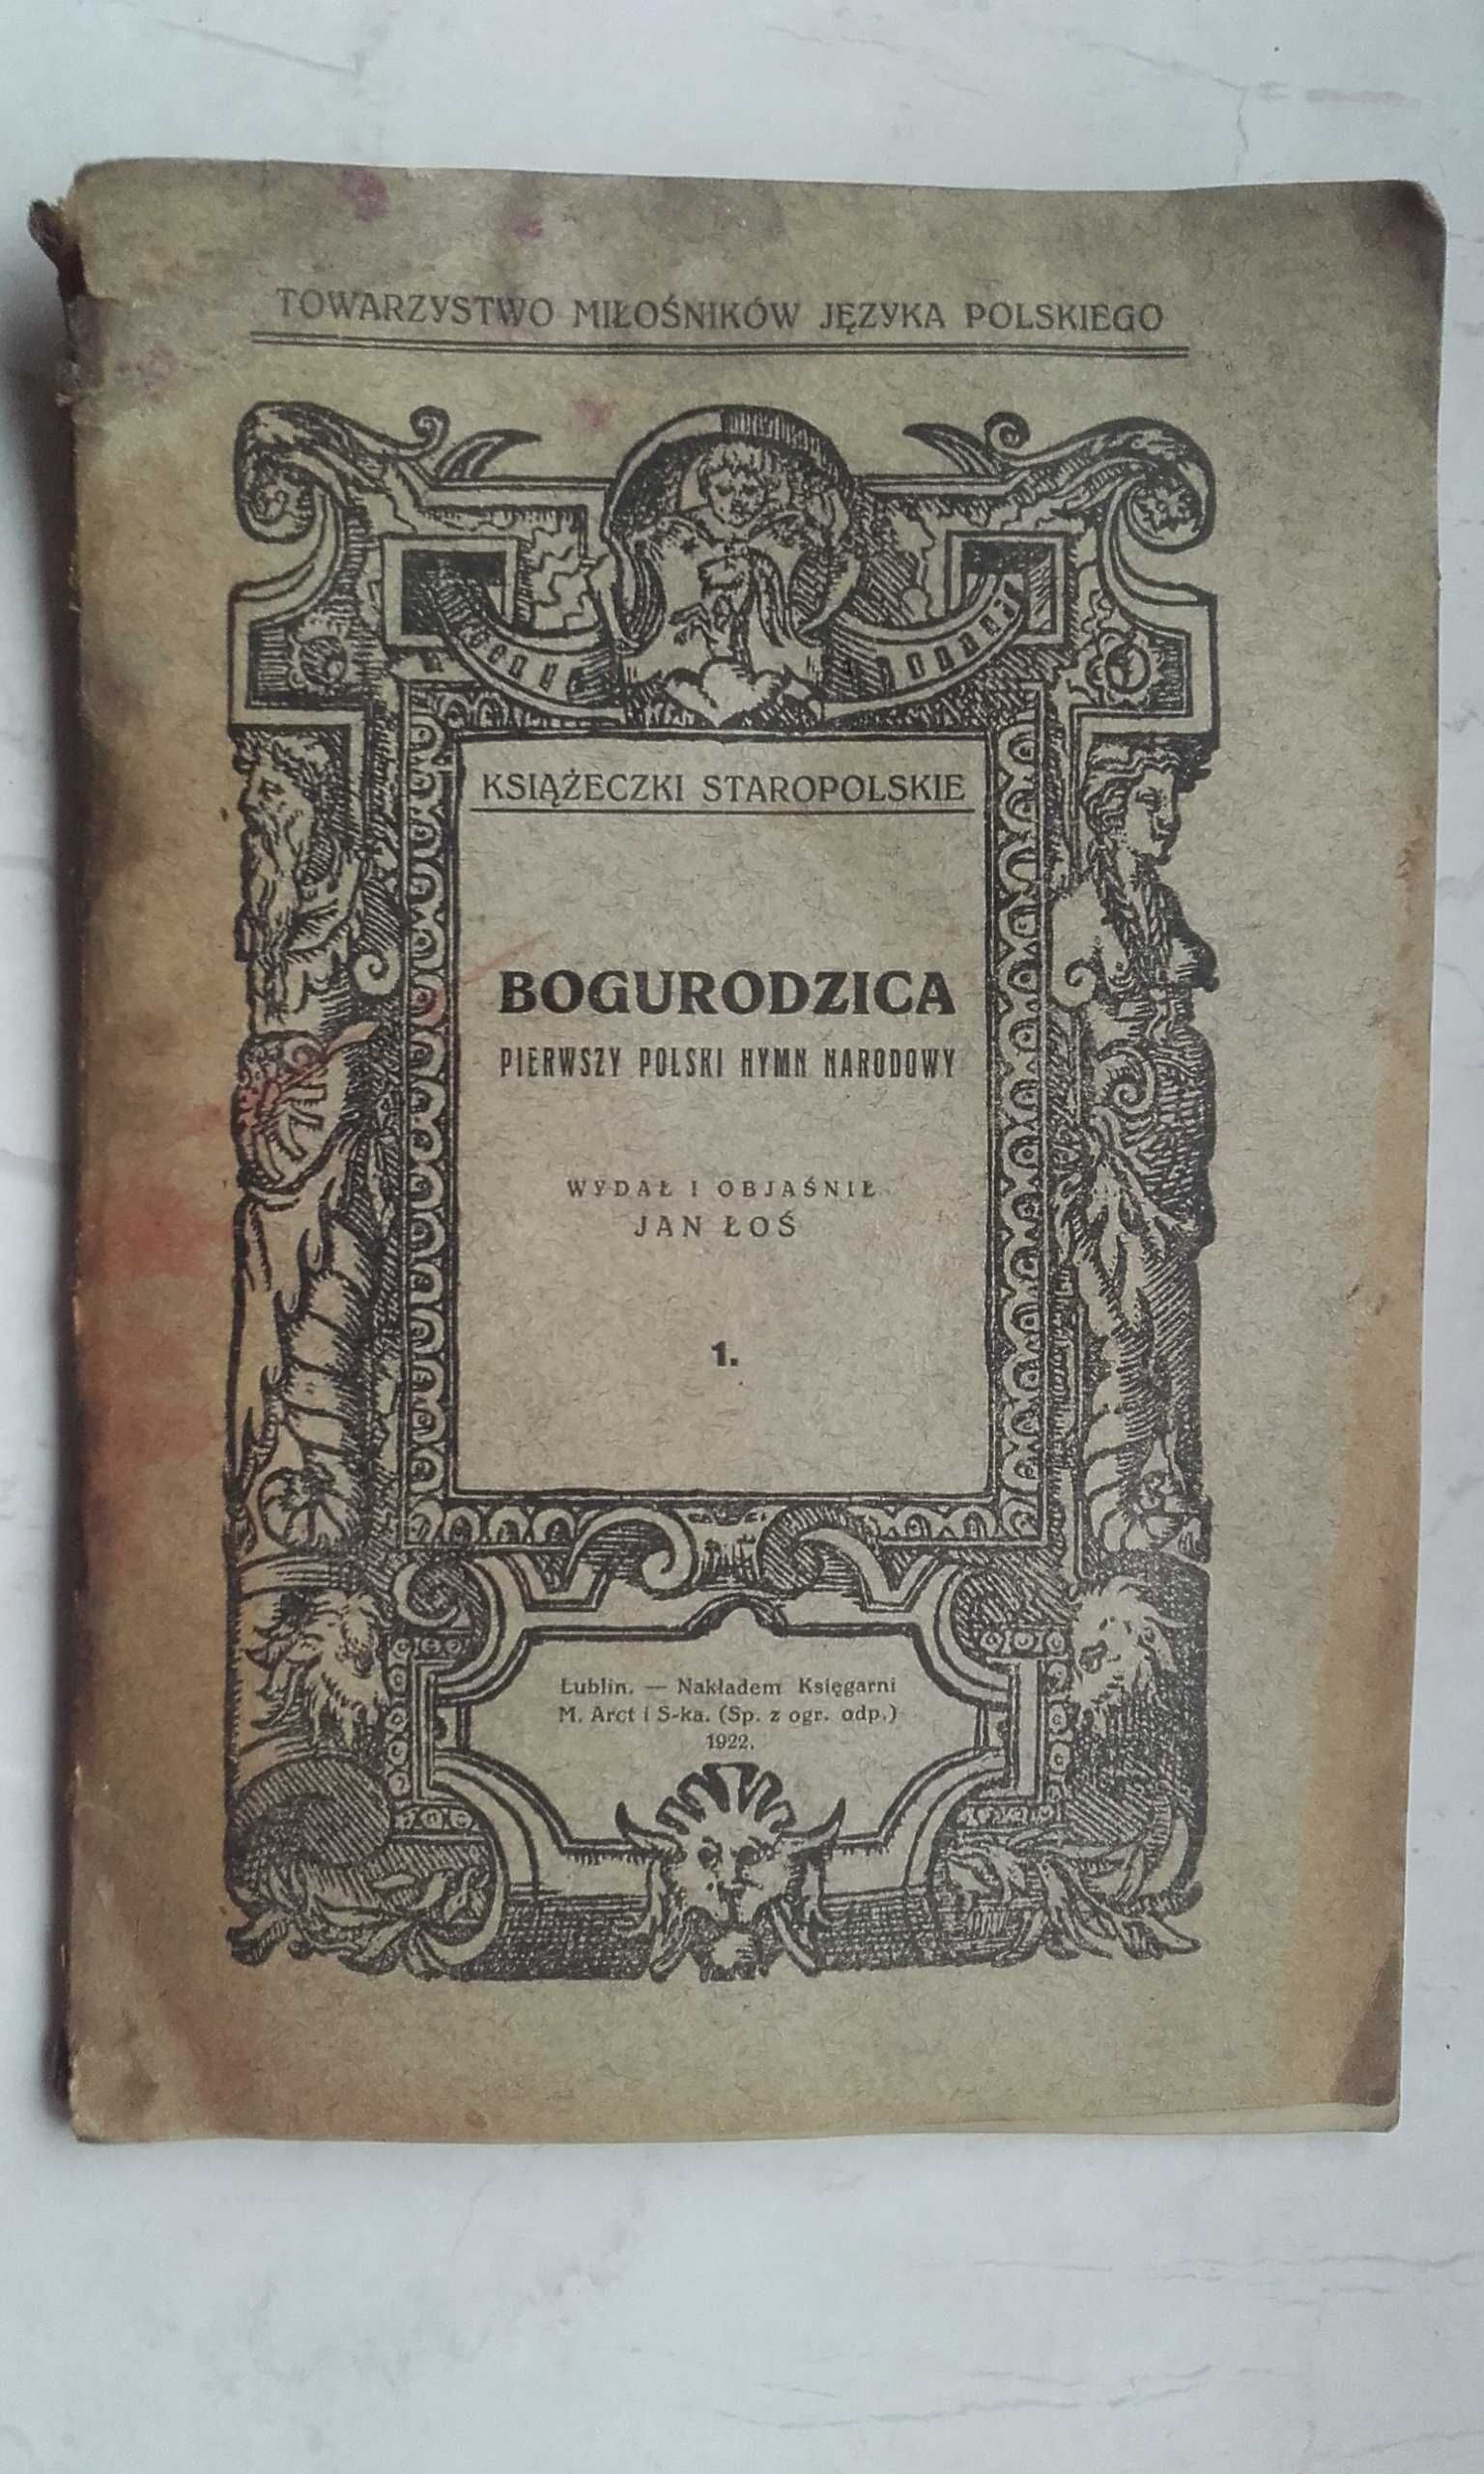 TOWARZYSTWO MIŁOŚNIKÓW JĘZYKA POLSKIEGO
KSIĄŻECZKI STAROPOLSKIE
BOGURODZICA
PIERWSZY POLSKI HYMN NARODOWY
WYDAŁ I OBJAŚNIŁ
JAN ŁOŚ
1.
Łublin. — Nakładem Księgarni
M. Arct i S-ka. (Sp. z ogr. odp.)
1922.